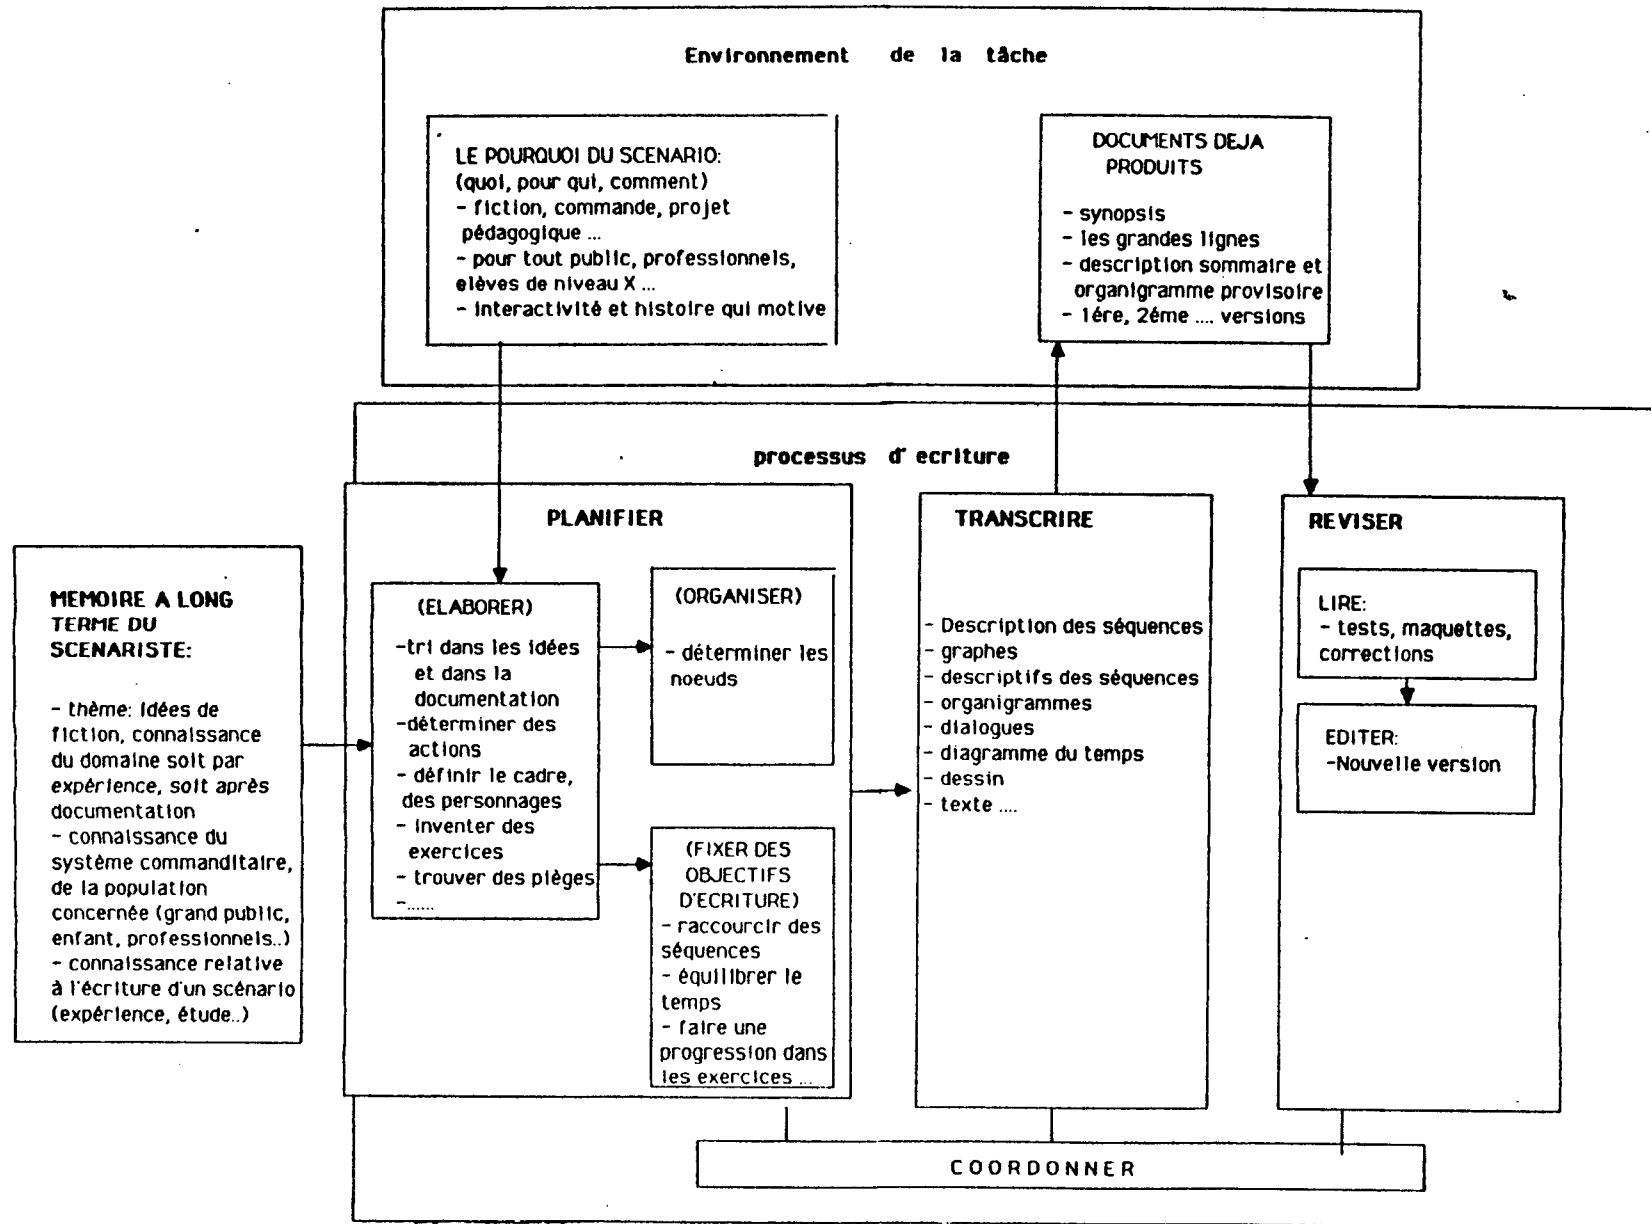 Environnement de la tâche
LE POURQUOI DU SCENARIO:
(quoi, pour qui, comment)
- fiction, commande, projet
pédagogique ...
- pour tout public, professionnels,
elèves de niveau X ...
- interactivité et histoire qui motive
DOCUMENTS DEJA
PRODUITS
- synopsis
- les grandes lignes
- description sommaire et
organigramme provisoire
- 1ére, 2éme .... versions
processus d' ecriture
MEMOIRE A LONG
TERME DU
SCENARISTE:
- thème: idées de
fiction, connaissance
du domaine soit par
expérience, soit après
documentation
- connaissance du
système commanditaire,
de la population
concernée (grand public,
enfant, professionnels..)
- connaissance relative
à l'écriture d'un scénario
(expérience, étude..)
PLANIFIER
(ELABORER)
-tri dans les idées
et dans la
documentation
-déterminer des
actions
- définir le cadre,
des personnages
- inventer des
exercices
- trouver des pièges
-......
(ORGANISER)
- déterminer les
noeuds
(FIXER DES
OBJECTIFS
D'ECRITURE)
- raccourcir des
séquences
- équilibrer le
temps
- faire une
progression dans
les exercices ...
TRANSCRIRE
- Description des séquences
- graphes
- descriptifs des séquences
- organigrammes
- dialogues
- diagramme du temps
- dessin
- texte ....
REVISER
LIRE:
- tests, maquettes,
corrections
EDITER:
-Nouvelle version
COORDONNER